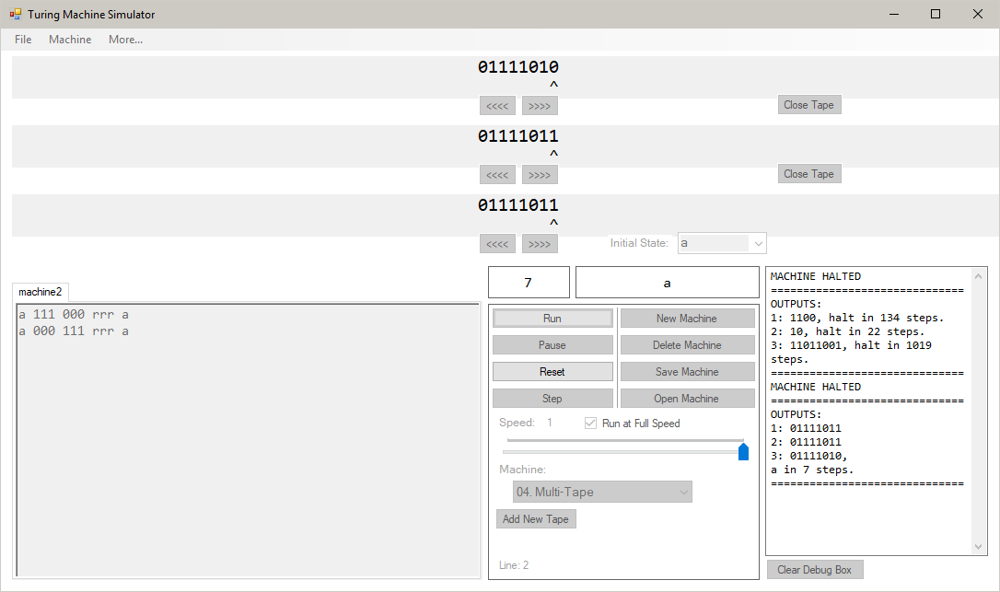 Turing Machine Simulator
File Machine More...
01111010
^
<<<< >>>> Close Tape
01111011
^
<<<< >>>> Close Tape
01111011
^
<<<< >>>> Initial State: a
machine2
a 111 000 rrr a
a 000 111 rrr a
7 a
Run New Machine
Pause Delete Machine
Reset Save Machine
Step Open Machine
Speed: 1 Run at Full Speed
Machine:
04. Multi-Tape
Add New Tape
Line: 2
MACHINE HALTED
==============================
OUTPUTS:
1: 1100, halt in 134 steps.
2: 10, halt in 22 steps.
3: 11011001, halt in 1019
steps.
==============================
MACHINE HALTED
==============================
OUTPUTS:
1: 01111011
2: 01111011
3: 01111010,
a in 7 steps.
==============================
Clear Debug Box